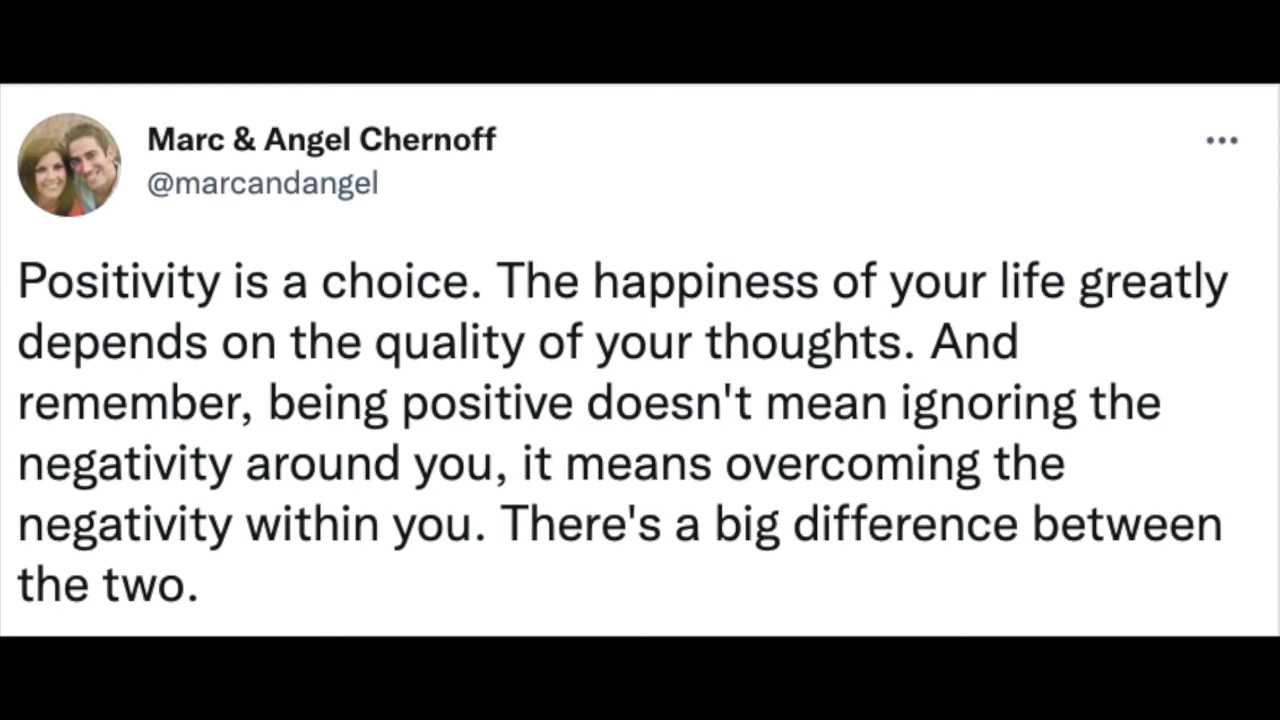 Marc & Angel Chernoff
@marcandangel
Positivity is a choice. The happiness of your life greatly
depends on the quality of your thoughts. And
remember, being positive doesn't mean ignoring the
negativity around you, it means overcoming the
negativity within you. There's a big difference between
the two.